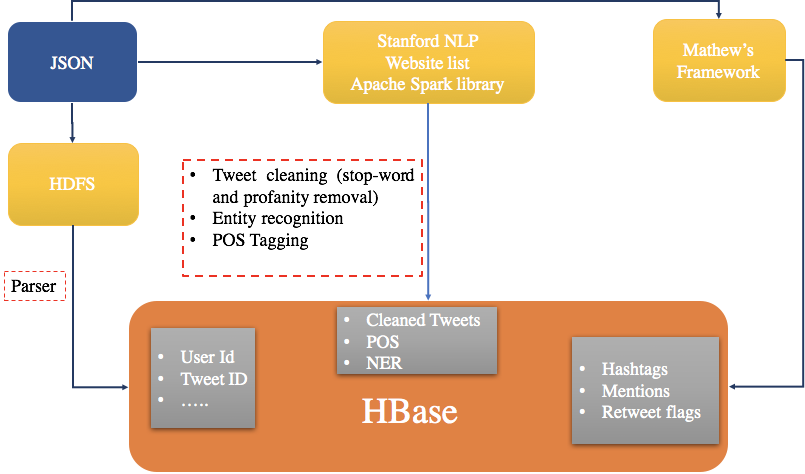 JSON
Stanford NLP
Website list
Apache Spark library
Mathew’s
Framework
HDFS
• Tweet cleaning (stop-word
and profanity removal)
• Entity recognition
• POS Tagging
Parser
• User Id
• Tweet ID
• …..
• Cleaned Tweets
• POS
• NER
• Hashtags
• Mentions
• Retweet flags
HBase